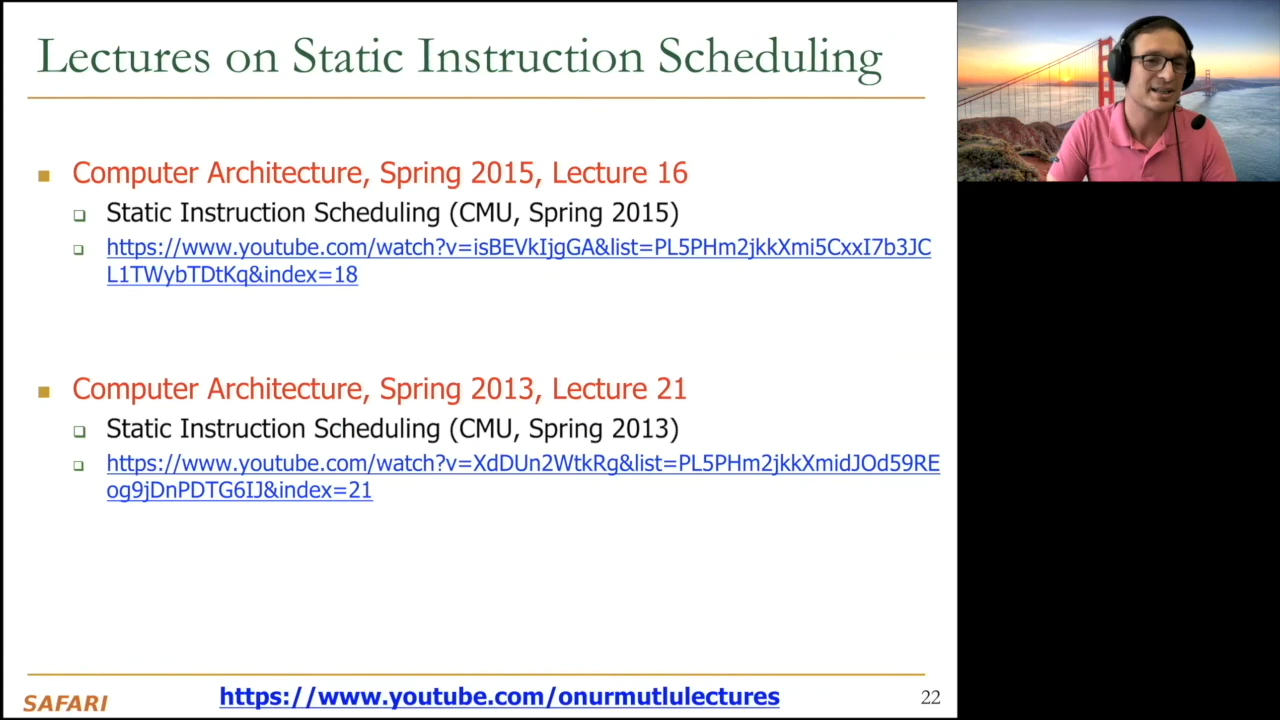 Lectures on Static Instruction Scheduling
Computer Architecture, Spring 2015, Lecture 16
Static Instruction Scheduling (CMU, Spring 2015)
https://www.youtube.com/watch?v=isBEVkIjgGA&list=PL5PHm2jkkXmi5CxxI7b3JC
L1TWybTDtKq&index=18
Computer Architecture, Spring 2013, Lecture 21
Static Instruction Scheduling (CMU, Spring 2013)
https://www.youtube.com/watch?v=XdDUn2WtkRg&list=PL5PHm2jkkXmidJOd59RE
og9jDnPDTG6IJ&index=21
SAFARI
https://www.youtube.com/onurmutlulectures
22